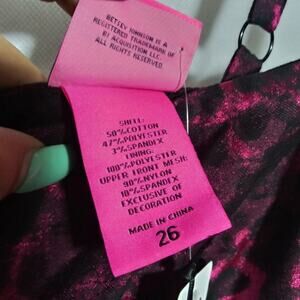 BETSEY JOHNSON IS A
REGISTERED TRADEMARK OF
BJ ACQUISITION LLC.
ALL RIGHTS
RESERVED.
SHELL:
50%COTTON
47%POLYESTER
3%SPANDEX
LINING:
100%POLYESTER
UPPER FRONT MESH:
90%NYLON
10%SPANDEX
EXCLUSIVE OF
DECORATION
MADE IN CHINA
26